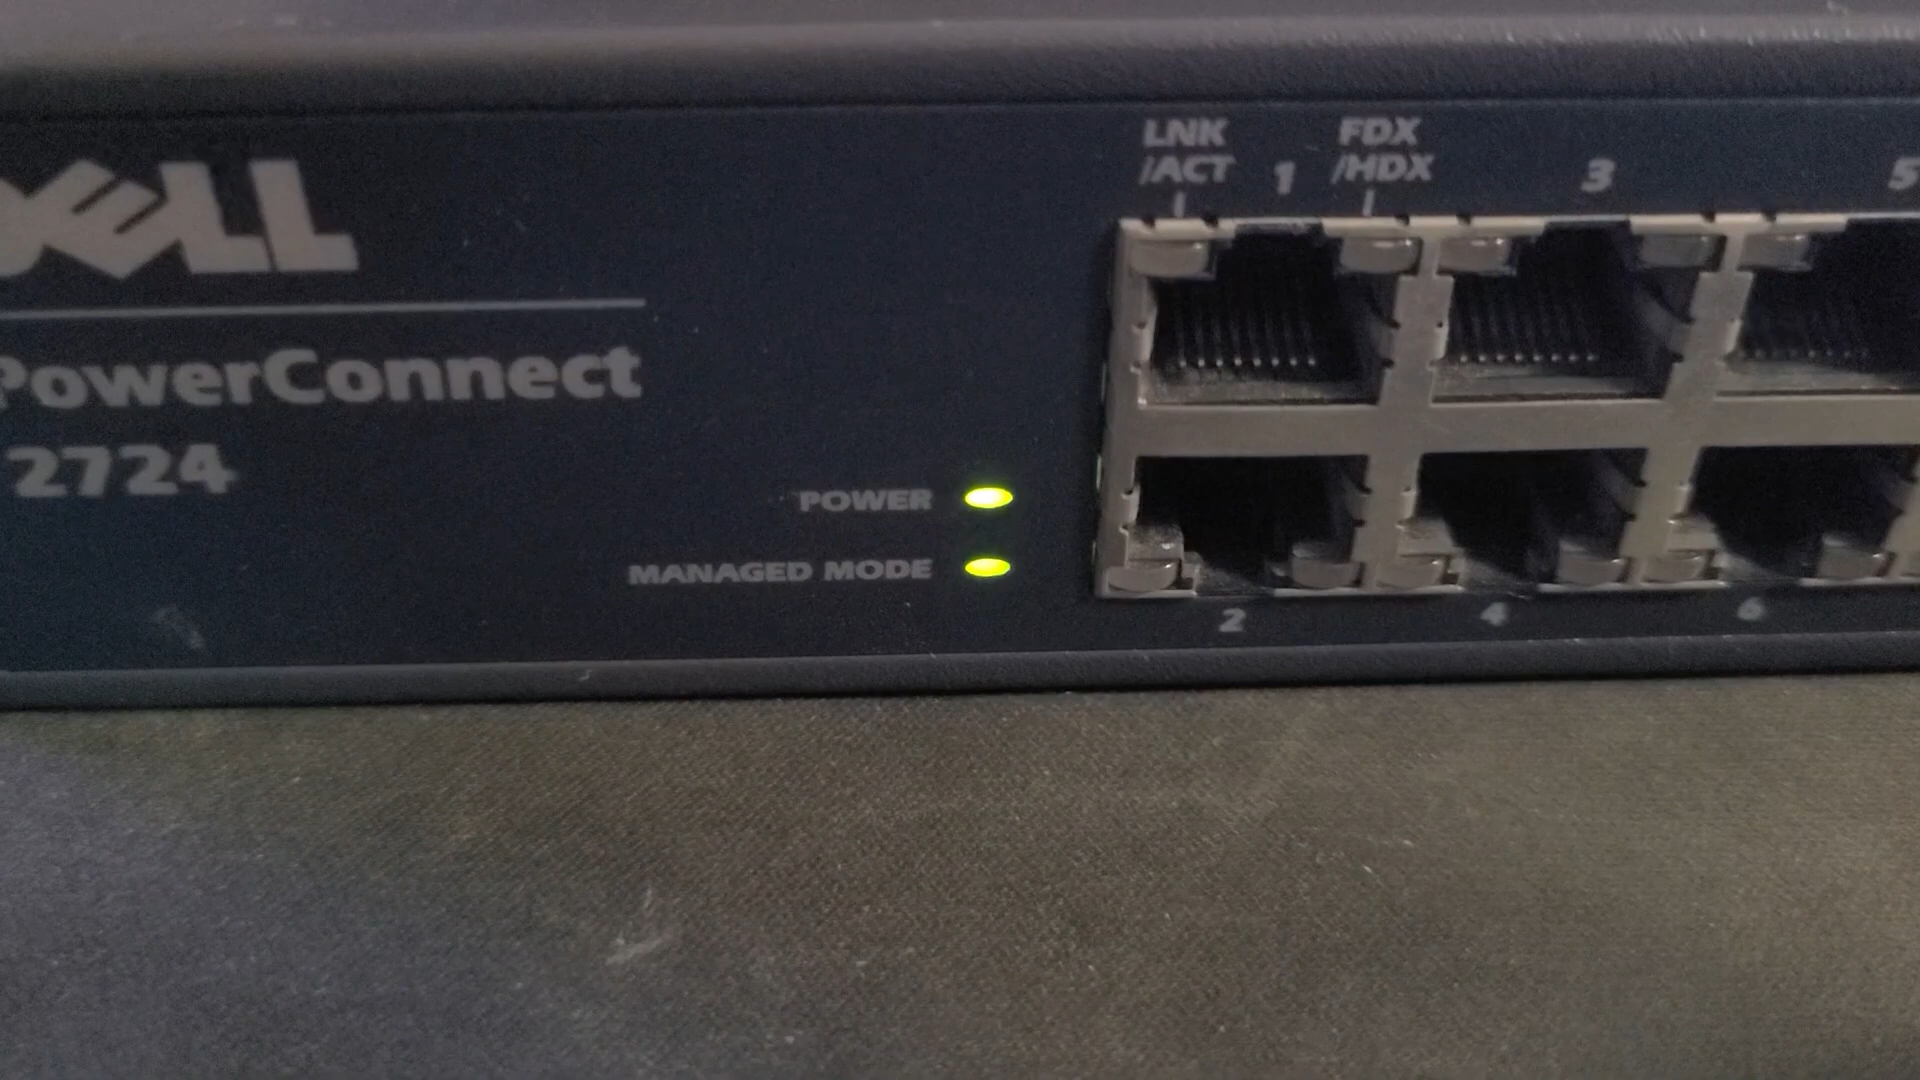 DELL
PowerConnect
2724
POWER
MANAGED MODE
LNK
/ACT
1
FDX
/HDX
3
5
2
4
6